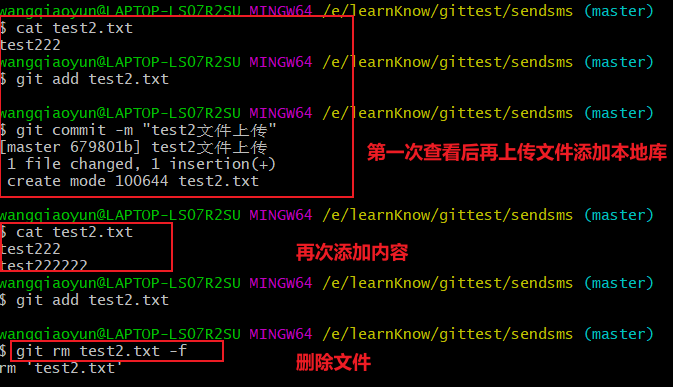 wangqiaoyun@LAPTOP-LSO7R2SU MINGW64 /e/learnKnow/gittest/sendsms (master)
$ cat test2.txt
test222
wangqiaoyun@LAPTOP-LSO7R2SU MINGW64 /e/learnKnow/gittest/sendsms (master)
$ git add test2.txt
wangqiaoyun@LAPTOP-LSO7R2SU MINGW64 /e/learnKnow/gittest/sendsms (master)
$ git commit -m "test2文件上传"
[master 679801b] test2文件上传
1 file changed, 1 insertion(+)
create mode 100644 test2.txt
第一次查看后再上传文件添加本地库
wangqiaoyun@LAPTOP-LSO7R2SU MINGW64 /e/learnKnow/gittest/sendsms (master)
$ cat test2.txt
test222
test222222
再次添加内容
wangqiaoyun@LAPTOP-LSO7R2SU MINGW64 /e/learnKnow/gittest/sendsms (master)
$ git add test2.txt
wangqiaoyun@LAPTOP-LSO7R2SU MINGW64 /e/learnKnow/gittest/sendsms (master)
$ git rm test2.txt -f
rm 'test2.txt'
删除文件